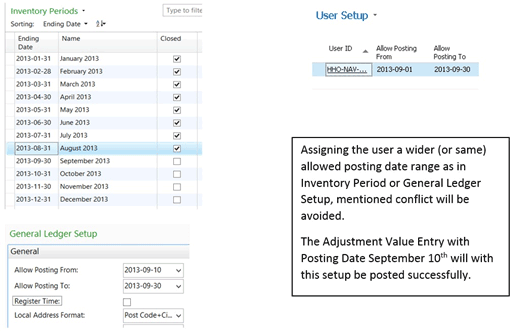 Inventory Periods
Type to filte
Sorting: Ending Date
Ending Date Name Closed
2013-01-31 January 2013
2013-02-28 February 2013
2013-03-31 March 2013
2013-04-30 April 2013
2013-05-31 May 2013
2013-06-30 June 2013
2013-07-31 July 2013
2013-08-31 August 2013
2013-09-30 September 2013
2013-10-31 October 2013
2013-11-30 November 2013
2013-12-31 December 2013
General Ledger Setup
General
Allow Posting From: 2013-09-10
Allow Posting To: 2013-09-30
Register Time:
Local Address Format: Post Code+Ci...
User Setup
User ID Allow Posting From Allow Posting To
HHO-NAV-... 2013-09-01 2013-09-30
Assigning the user a wider (or same)
allowed posting date range as in
Inventory Period or General Ledger
Setup, mentioned conflict will be
avoided.
The Adjustment Value Entry with
Posting Date September 10th will with
this setup be posted successfully.